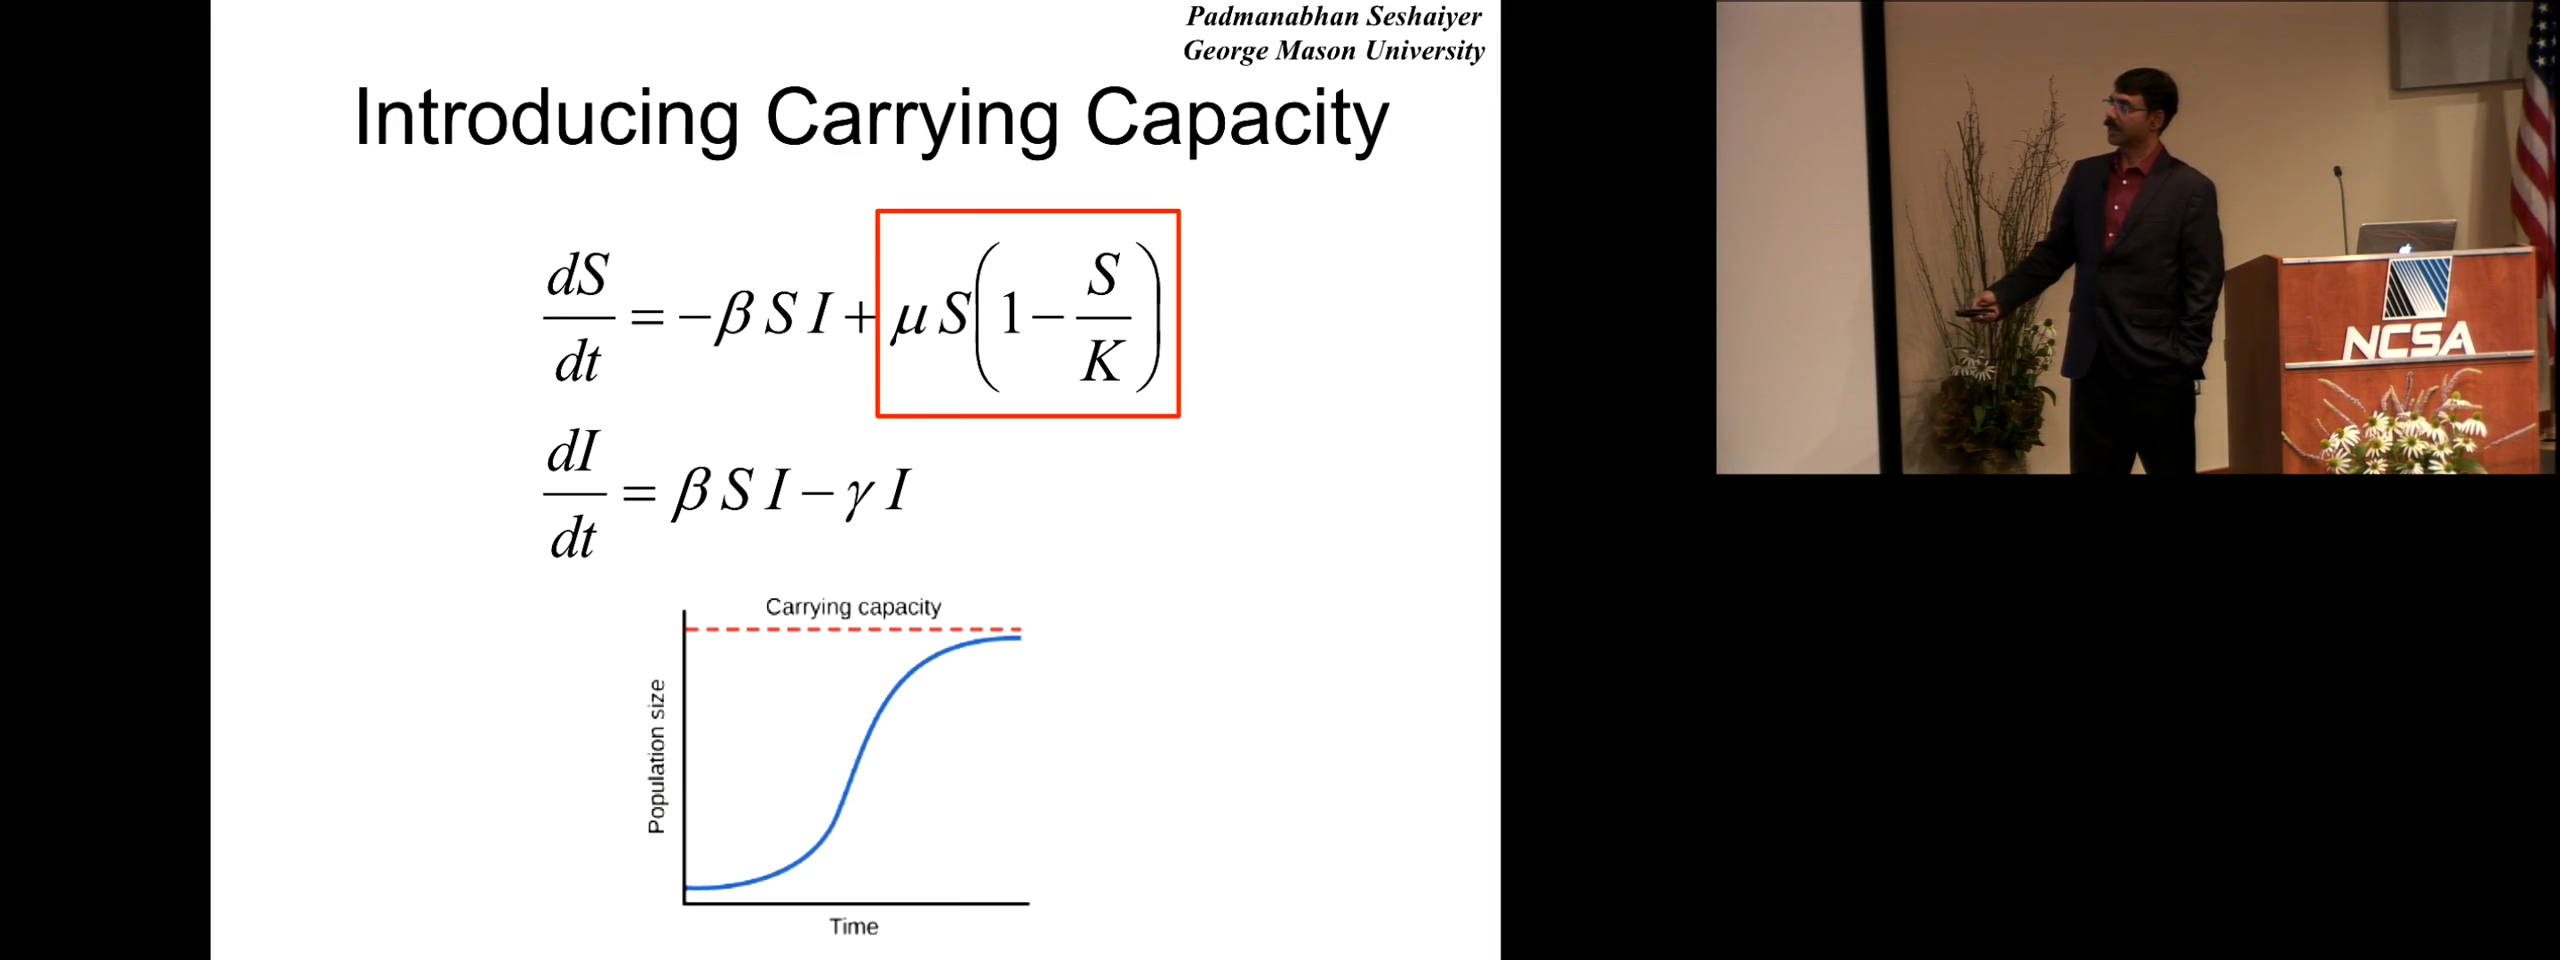 Padmanabhan Seshaiyer
George Mason University
Introducing Carrying Capacity
dS/dt = −β S I + μ S(1 − S/K)
dI/dt = β S I − γ I
Carrying capacity
Population size
Time
NCSA